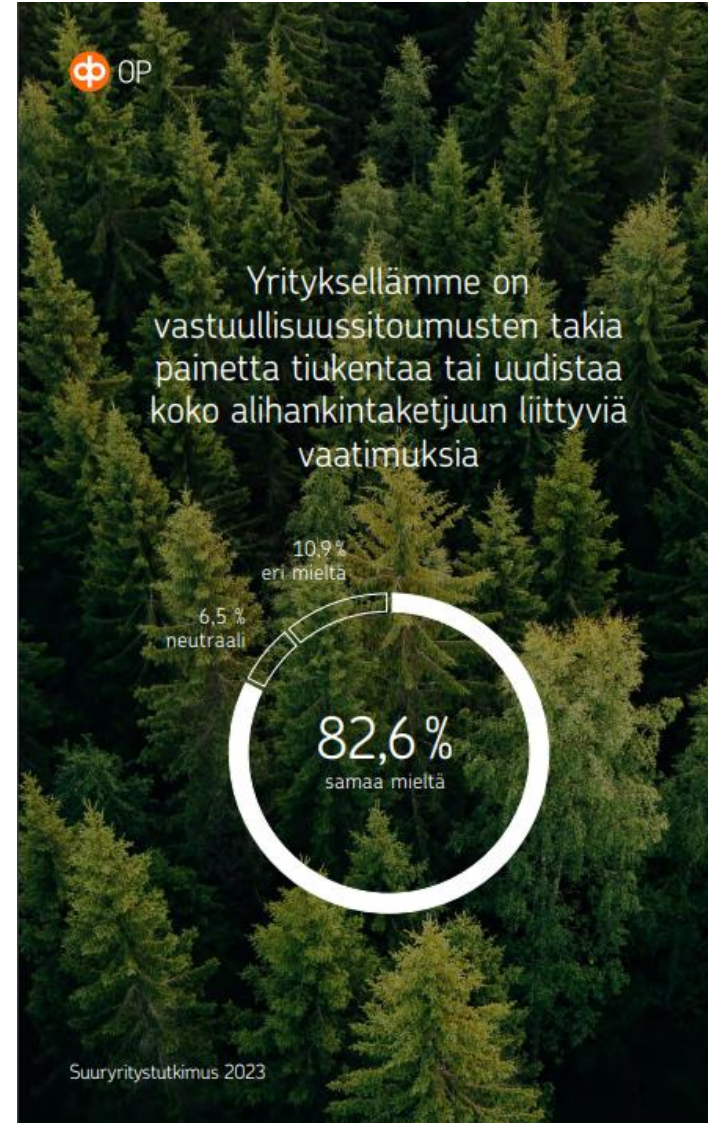 OP
Yrityksellämme on
vastuullisuussitoumusten takia
painetta tiukentaa tai uudistaa
koko alihankintaketjuun liittyviä
vaatimuksia
10,9 %
eri mieltä
6,5 %
neutraali
82,6 %
samaa mieltä
Suuryritystutkimus 2023